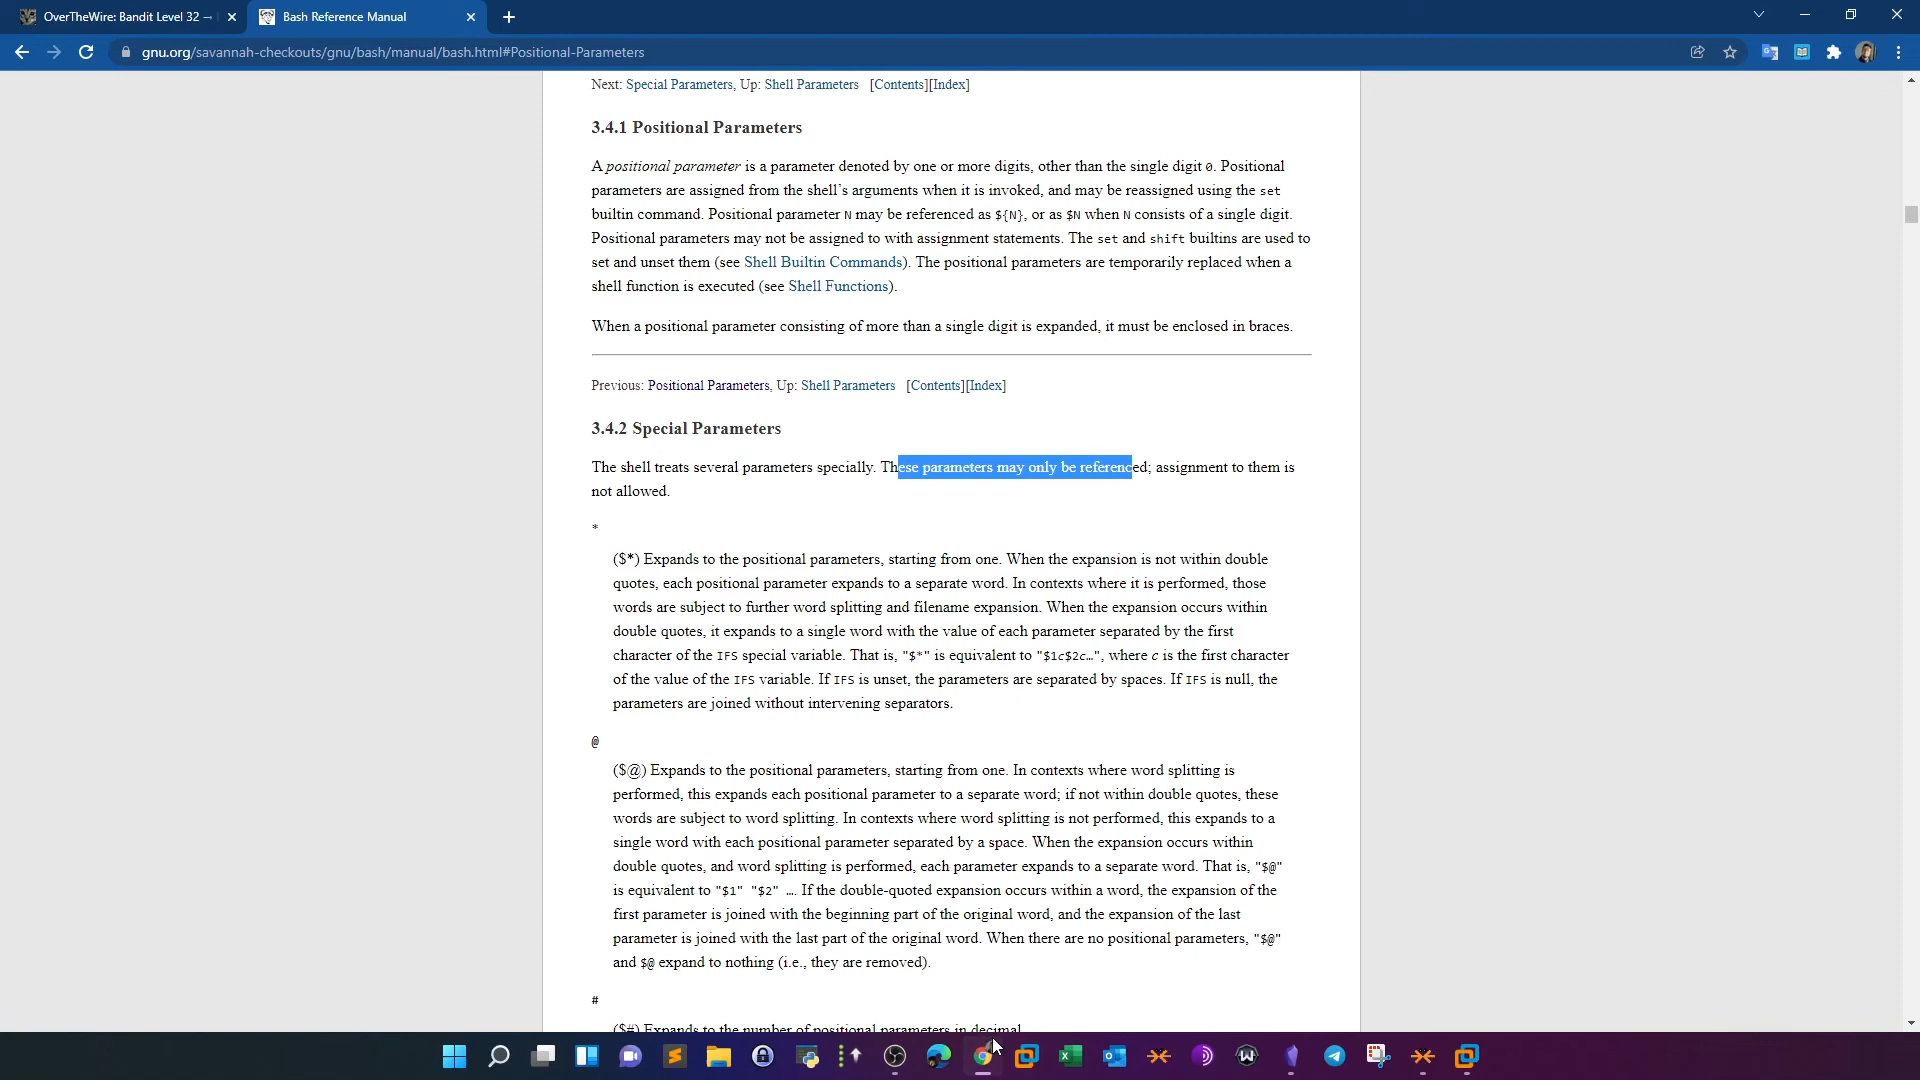 OverTheWire: Bandit Level 32 →
Bash Reference Manual
gnu.org/savannah-checkouts/gnu/bash/manual/bash.html#Positional-Parameters
Next: Special Parameters, Up: Shell Parameters [Contents][Index]
3.4.1 Positional Parameters
A positional parameter is a parameter denoted by one or more digits, other than the single digit 0. Positional
parameters are assigned from the shell’s arguments when it is invoked, and may be reassigned using the set
builtin command. Positional parameter N may be referenced as ${N}, or as $N when N consists of a single digit.
Positional parameters may not be assigned to with assignment statements. The set and shift builtins are used to
set and unset them (see Shell Builtin Commands). The positional parameters are temporarily replaced when a
shell function is executed (see Shell Functions).
When a positional parameter consisting of more than a single digit is expanded, it must be enclosed in braces.
Previous: Positional Parameters, Up: Shell Parameters [Contents][Index]
3.4.2 Special Parameters
The shell treats several parameters specially. These parameters may only be referenced; assignment to them is
not allowed.
*
($*) Expands to the positional parameters, starting from one. When the expansion is not within double
quotes, each positional parameter expands to a separate word. In contexts where it is performed, those
words are subject to further word splitting and filename expansion. When the expansion occurs within
double quotes, it expands to a single word with the value of each parameter separated by the first
character of the IFS special variable. That is, "$*" is equivalent to "$1c$2c…", where c is the first character
of the value of the IFS variable. If IFS is unset, the parameters are separated by spaces. If IFS is null, the
parameters are joined without intervening separators.
@
($@) Expands to the positional parameters, starting from one. In contexts where word splitting is
performed, this expands each positional parameter to a separate word; if not within double quotes, these
words are subject to word splitting. In contexts where word splitting is not performed, this expands to a
single word with each positional parameter separated by a space. When the expansion occurs within
double quotes, and word splitting is performed, each parameter expands to a separate word. That is, "$@"
is equivalent to "$1" "$2" …. If the double-quoted expansion occurs within a word, the expansion of the
first parameter is joined with the beginning part of the original word, and the expansion of the last
parameter is joined with the last part of the original word. When there are no positional parameters, "$@"
and $@ expand to nothing (i.e., they are removed).
#
($#) Expands to the number of positional parameters in decimal.